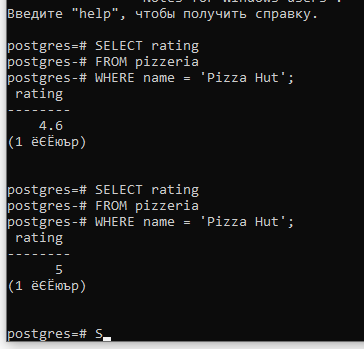 Введите "help", чтобы получить справку.
postgres=# SELECT rating
postgres-# FROM pizzeria
postgres-# WHERE name = 'Pizza Hut';
rating
--------
4.6
(1 ёЄЁюър)
postgres=# SELECT rating
postgres-# FROM pizzeria
postgres-# WHERE name = 'Pizza Hut';
rating
--------
5
(1 ёЄЁюър)
postgres=# S